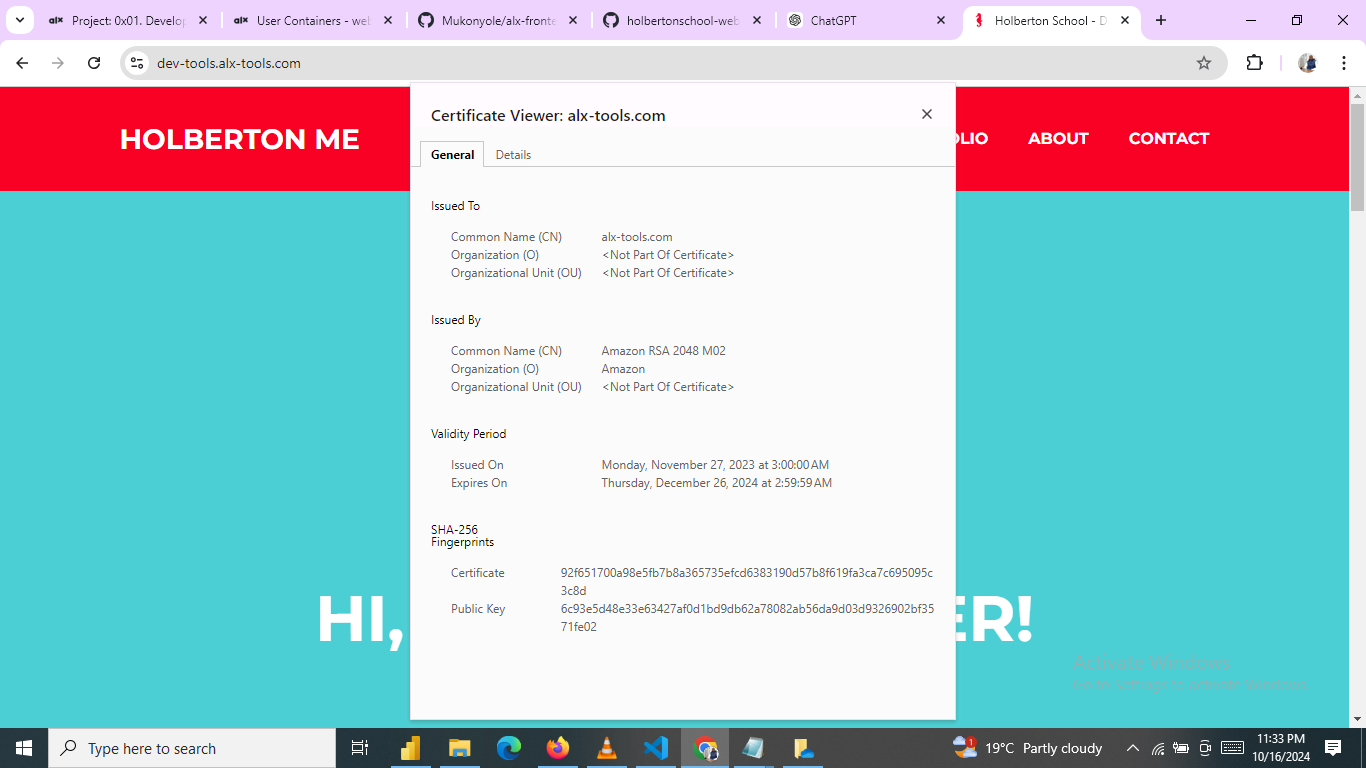 Project: 0x01. Develop
User Containers - web
Mukonyole/alx-fronte
holbertonschool-web
ChatGPT
Holberton School - D
dev-tools.alx-tools.com
HOLBERTON ME
ABOUT
CONTACT
Certificate Viewer: alx-tools.com
General
Details
Issued To
Common Name (CN) alx-tools.com
Organization (O) <Not Part Of Certificate>
Organizational Unit (OU) <Not Part Of Certificate>
Issued By
Common Name (CN) Amazon RSA 2048 M02
Organization (O) Amazon
Organizational Unit (OU) <Not Part Of Certificate>
Validity Period
Issued On Monday, November 27, 2023 at 3:00:00 AM
Expires On Thursday, December 26, 2024 at 2:59:59 AM
SHA-256
Fingerprints
Certificate 92f651700a98e5fb7b8a365735efcd6383190d57b8f619fa3ca7c695095c
3c8d
Public Key 6c93e5d48e33e63427af0d1bd9db62a78082ab56da9d03d9326902bf35
71fe02
HI,
ER!
Activate Windows
Go to Settings to activate Windows.
Type here to search
19°C Partly cloudy
11:33 PM
10/16/2024